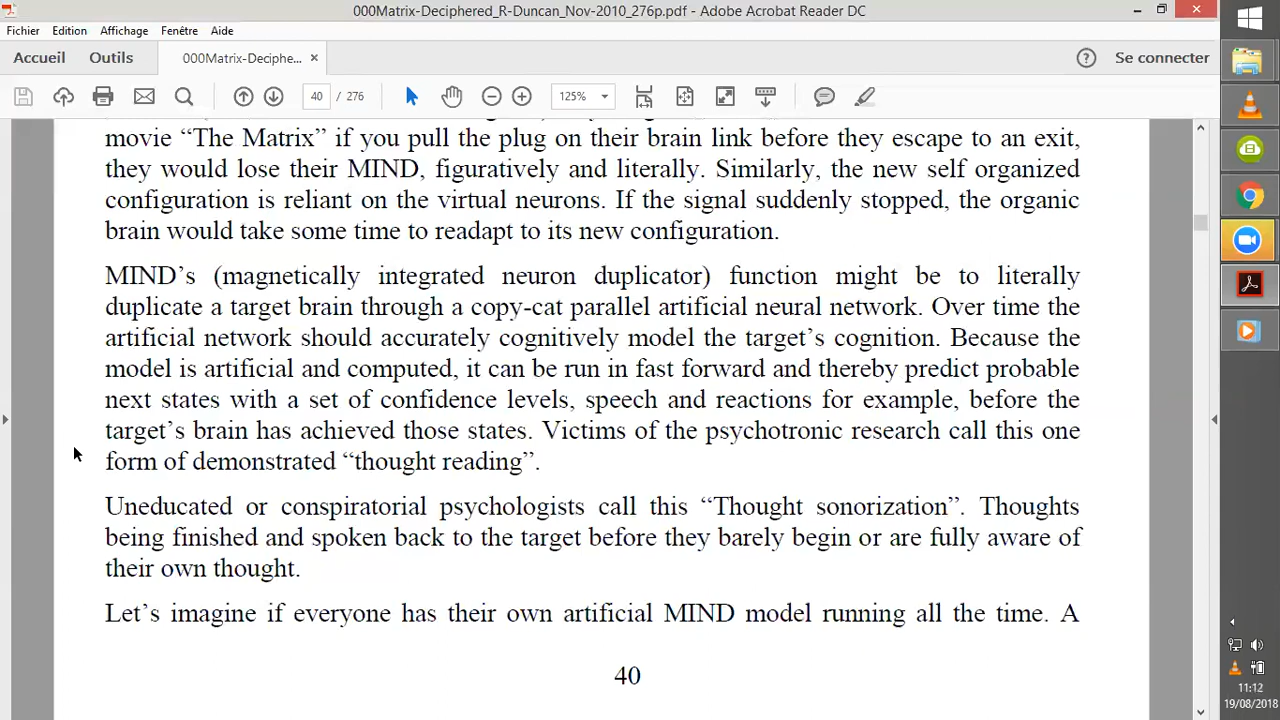 000Matrix-Deciphered_R-Duncan_Nov-2010_276p.pdf - Adobe Acrobat Reader DC
Fichier Edition Affichage Fenêtre Aide
Accueil Outils 000Matrix-Deciphe... × Se connecter
40 / 276 125%
movie “The Matrix” if you pull the plug on their brain link before they escape to an exit,
they would lose their MIND, figuratively and literally. Similarly, the new self organized
configuration is reliant on the virtual neurons. If the signal suddenly stopped, the organic
brain would take some time to readapt to its new configuration.
MIND’s (magnetically integrated neuron duplicator) function might be to literally
duplicate a target brain through a copy-cat parallel artificial neural network. Over time the
artificial network should accurately cognitively model the target’s cognition. Because the
model is artificial and computed, it can be run in fast forward and thereby predict probable
next states with a set of confidence levels, speech and reactions for example, before the
target’s brain has achieved those states. Victims of the psychotronic research call this one
form of demonstrated “thought reading”.
Uneducated or conspiratorial psychologists call this “Thought sonorization”. Thoughts
being finished and spoken back to the target before they barely begin or are fully aware of
their own thought.
Let’s imagine if everyone has their own artificial MIND model running all the time. A
40
11:12
19/08/2018